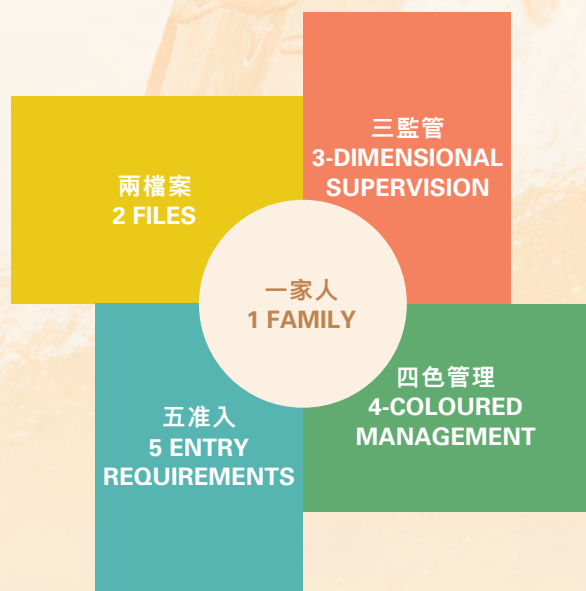 一家人
1 FAMILY
兩檔案
2 FILES
三監管
3-DIMENSIONAL
SUPERVISION
四色管理
4-COLOURED
MANAGEMENT
五准入
5 ENTRY
REQUIREMENTS